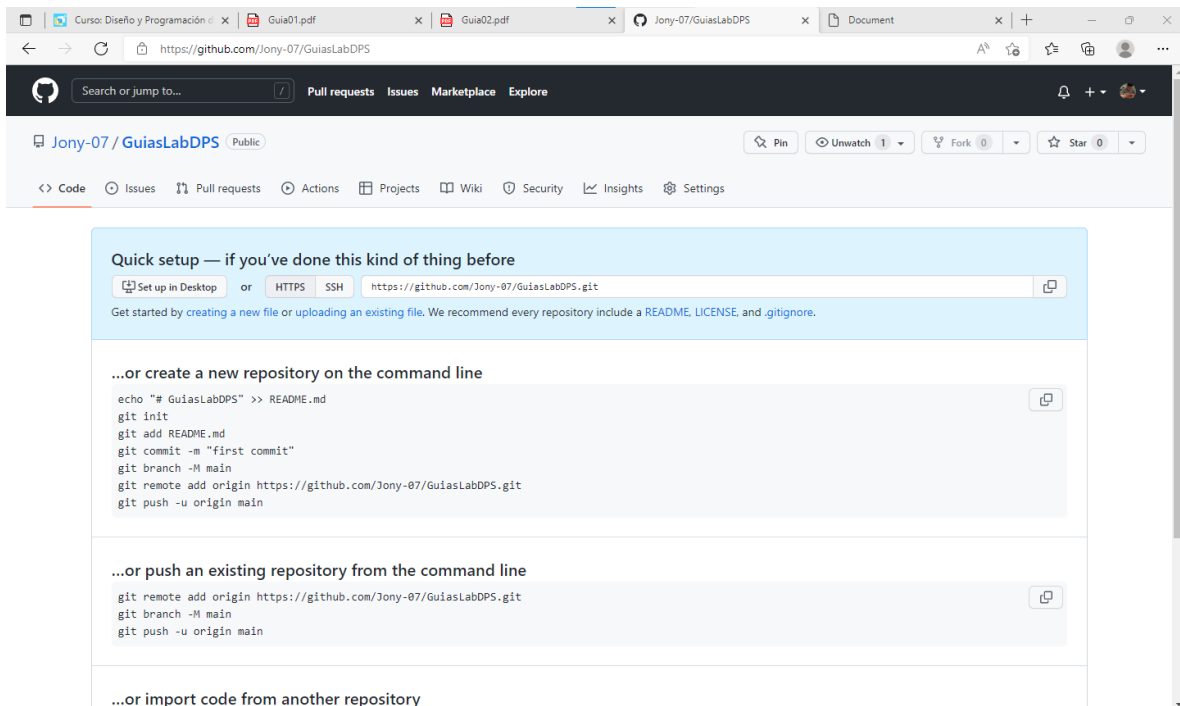 Curso: Diseño y Programación d
Guia01.pdf
Guia02.pdf
Jony-07/GuiasLabDPS
Document
https://github.com/Jony-07/GuiasLabDPS
Search or jump to...
/
Pull requests Issues Marketplace Explore
Jony-07 / GuiasLabDPS Public
Pin
Unwatch 1
Fork 0
Star 0
Code Issues Pull requests Actions Projects Wiki Security Insights Settings
Quick setup — if you’ve done this kind of thing before
Set up in Desktop or HTTPS SSH https://github.com/Jony-07/GuiasLabDPS.git
Get started by creating a new file or uploading an existing file. We recommend every repository include a README, LICENSE, and .gitignore.
…or create a new repository on the command line
echo "# GuiasLabDPS" >> README.md
git init
git add README.md
git commit -m "first commit"
git branch -M main
git remote add origin https://github.com/Jony-07/GuiasLabDPS.git
git push -u origin main
…or push an existing repository from the command line
git remote add origin https://github.com/Jony-07/GuiasLabDPS.git
git branch -M main
git push -u origin main
…or import code from another repository